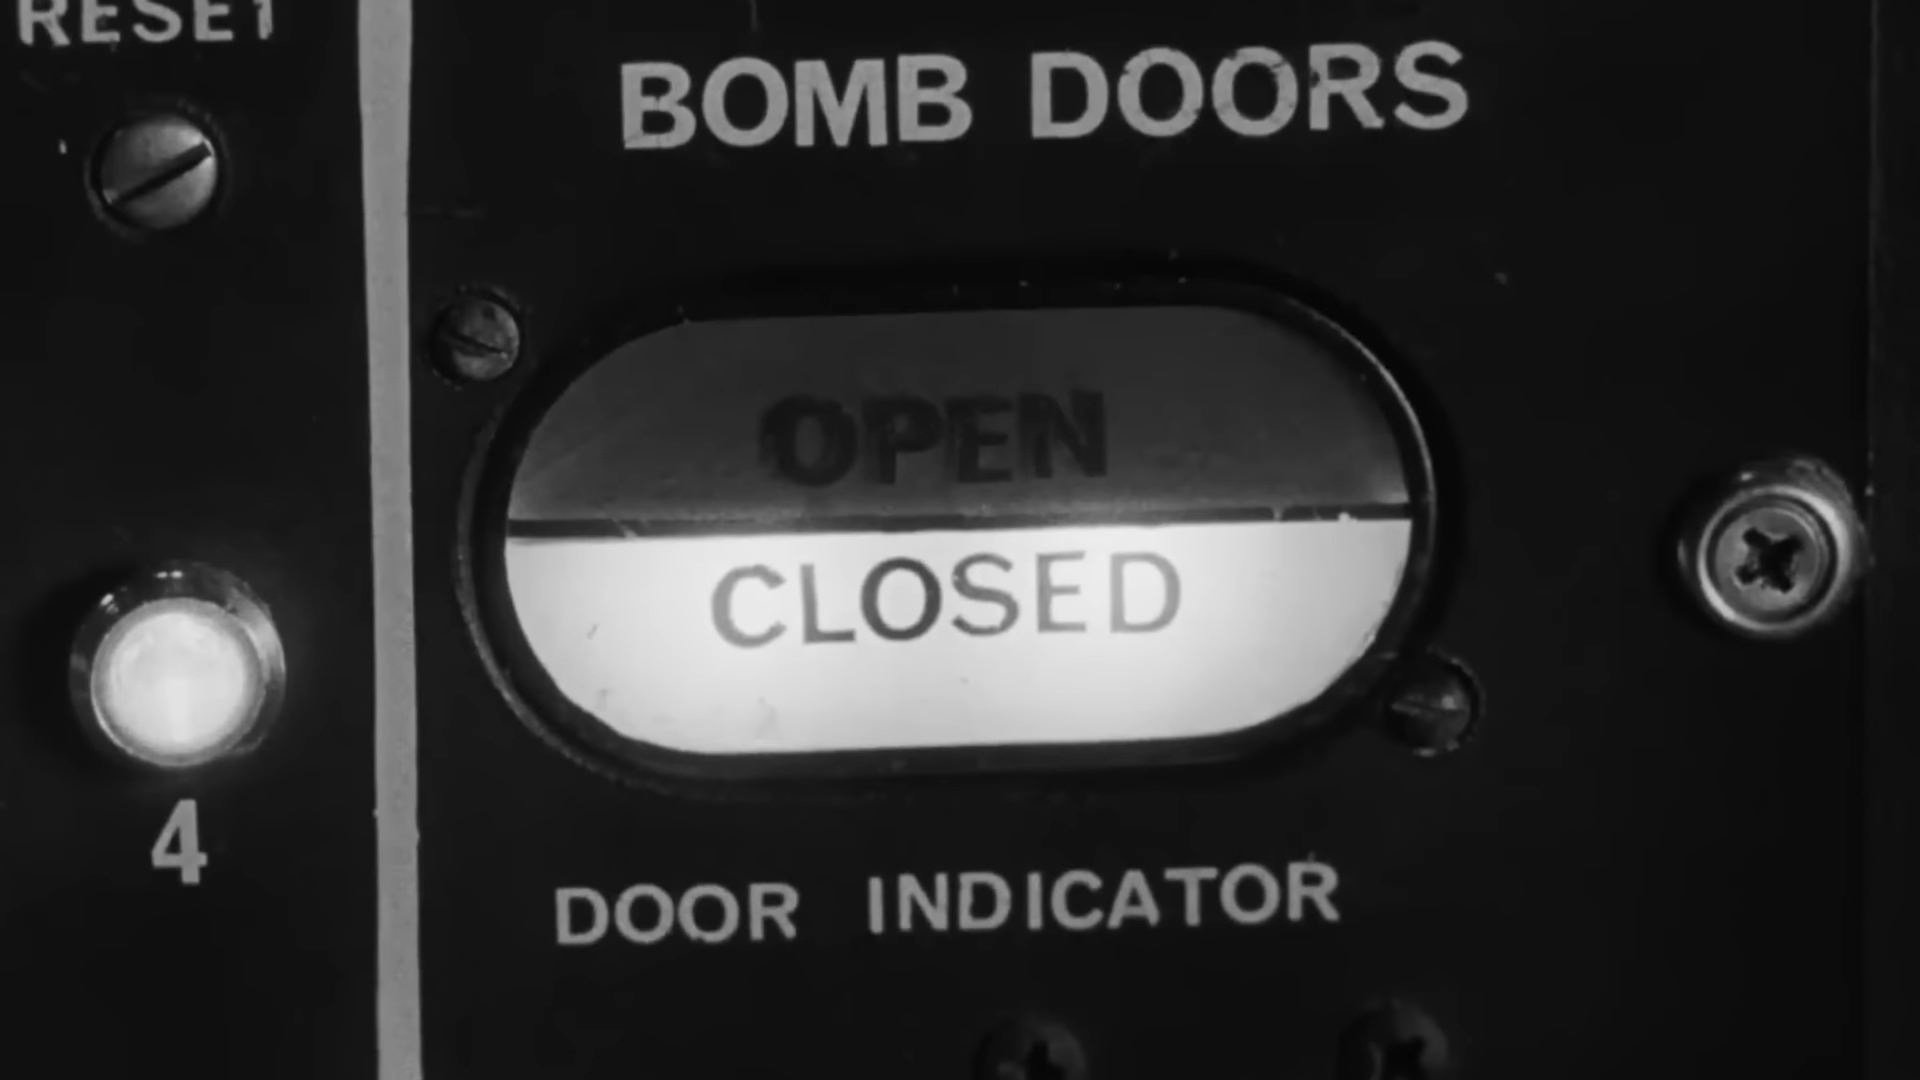 RESET
BOMB DOORS
OPEN
CLOSED
4
DOOR INDICATOR